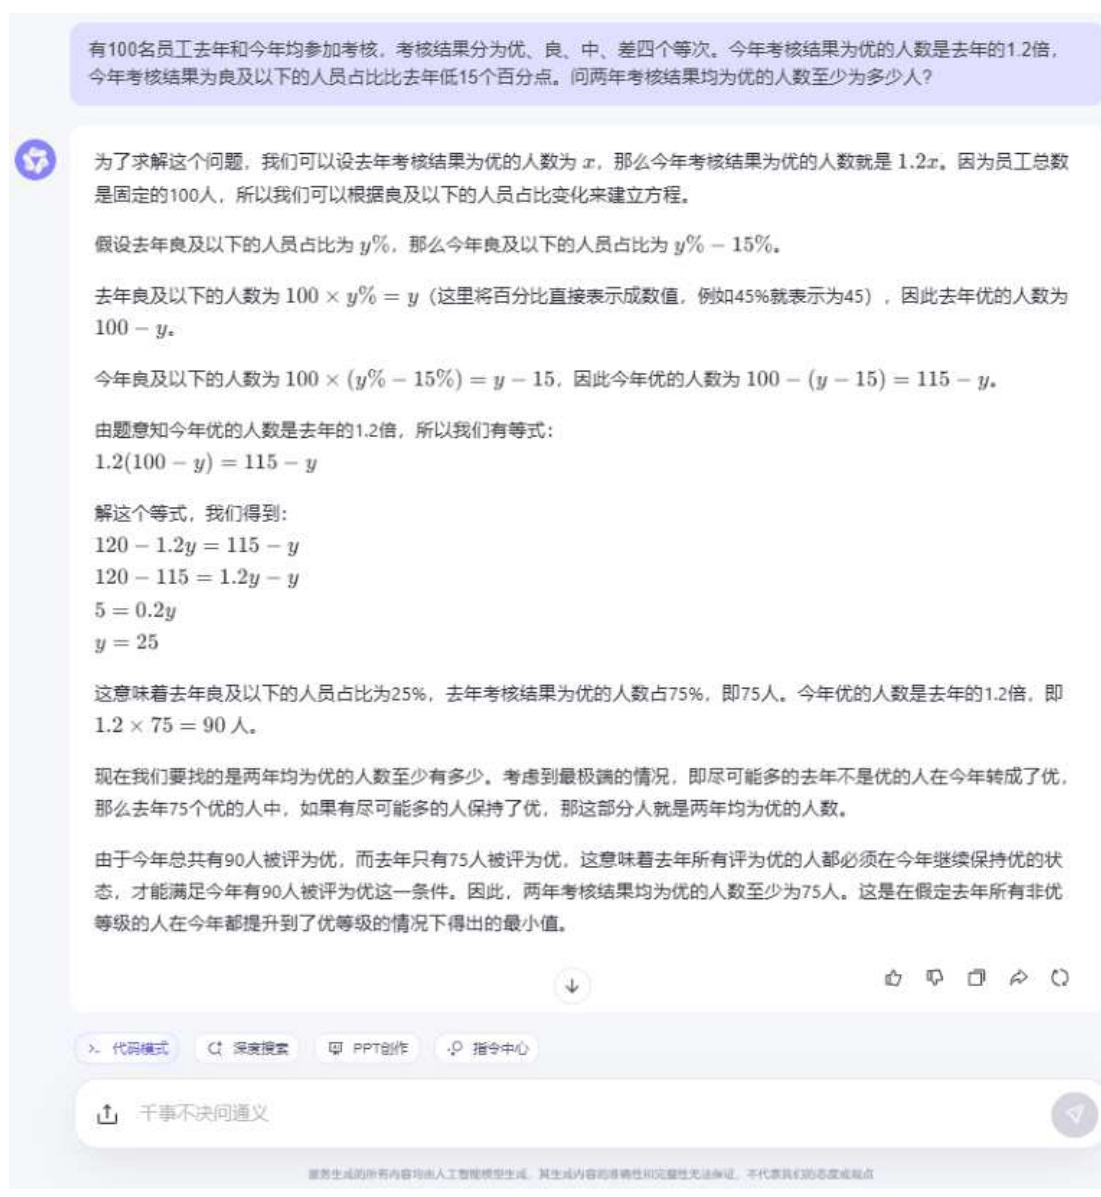 有100名员工去年和今年均参加考核，考核结果分为优、良、中、差四个等次。今年考核结果为优的人数是去年的1.2倍，
今年考核结果为良及以下的人员占比比去年低15个百分点。问两年考核结果均为优的人数至少为多少人？
为了求解这个问题，我们可以设去年考核结果为优的人数为 x，那么今年考核结果为优的人数就是 1.2x。因为员工总数
是固定的100人，所以我们可以根据良及以下的人员占比变化来建立方程。
假设去年良及以下的人员占比为 y%，那么今年良及以下的人员占比为 y% − 15%。
去年良及以下的人数为 100 × y% = y（这里将百分比直接表示成数值，例如45%就表示为45），因此去年优的人数为
100 − y。
今年良及以下的人数为 100 × (y% − 15%) = y − 15，因此今年优的人数为 100 − (y − 15) = 115 − y。
由题意知今年优的人数是去年的1.2倍，所以我们有等式：
1.2(100 − y) = 115 − y
解这个等式，我们得到：
120 − 1.2y = 115 − y
120 − 115 = 1.2y − y
5 = 0.2y
y = 25
这意味着去年良及以下的人员占比为25%，去年考核结果为优的人数占75%，即75人。今年优的人数是去年的1.2倍，即
1.2 × 75 = 90 人。
现在我们要找的是两年均为优的人数至少有多少。考虑到最极端的情况，即尽可能多的去年不是优的人在今年转成了优，
那么去年75个优的人中，如果有尽可能多的人保持了优，那这部分人就是两年均为优的人数。
由于今年总共有90人被评为优，而去年只有75人被评为优，这意味着去年所有评为优的人都必须在今年继续保持优的状
态，才能满足今年有90人被评为优这一条件。因此，两年考核结果均为优的人数至少为75人。这是在假定去年所有非优
等级的人在今年都提升到了优等级的情况下得出的最小值。
代码模式 深度搜索 PPT创作 指令中心
千事不决问通义
服务生成的所有内容均由人工智能模型生成，其生成内容的准确性和完整性无法保证，不代表我们的态度或观点